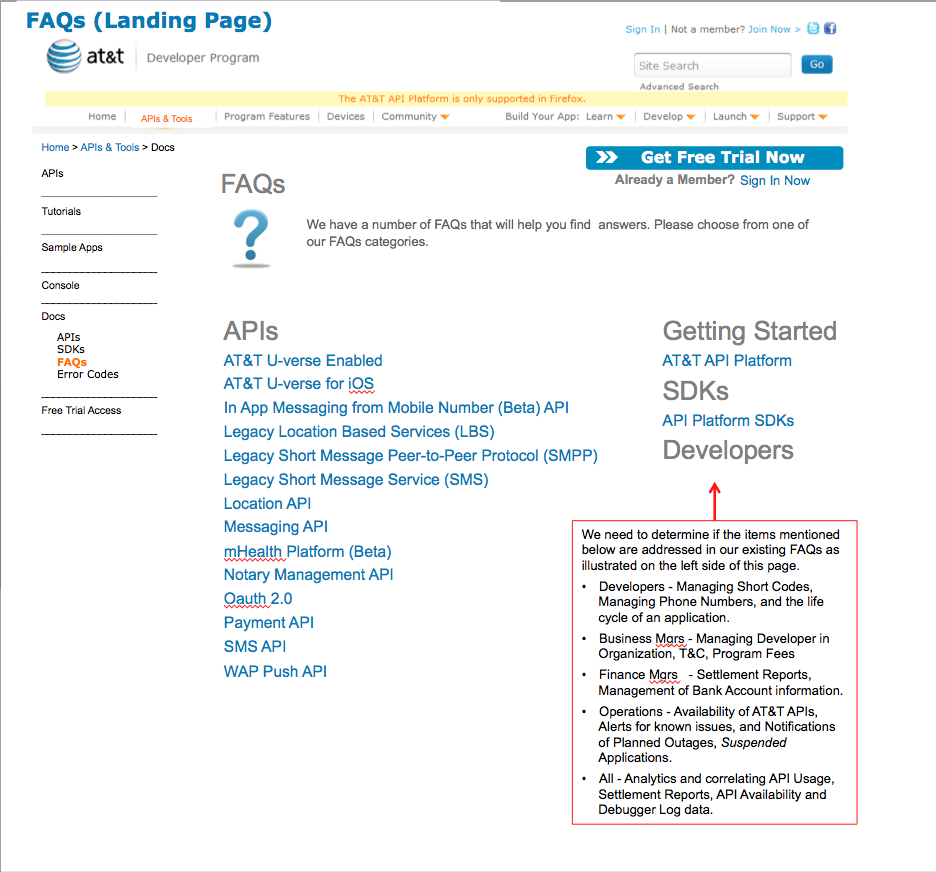 FAQs (Landing Page)
Sign In | Not a member? Join Now >
at&t Developer Program
Site Search Go
Advanced Search
The AT&T API Platform is only supported in Firefox.
Home APIs & Tools Program Features Devices Community Build Your App: Learn Develop Launch Support
Home > APIs & Tools > Docs
Get Free Trial Now
Already a Member? Sign In Now
APIs
Tutorials
Sample Apps
Console
Docs
APIs
SDKs
FAQs
Error Codes
Free Trial Access
FAQs
We have a number of FAQs that will help you find answers. Please choose from one of
our FAQs categories.
APIs
AT&T U-verse Enabled
AT&T U-verse for iOS
In App Messaging from Mobile Number (Beta) API
Legacy Location Based Services (LBS)
Legacy Short Message Peer-to-Peer Protocol (SMPP)
Legacy Short Message Service (SMS)
Location API
Messaging API
mHealth Platform (Beta)
Notary Management API
Oauth 2.0
Payment API
SMS API
WAP Push API
Getting Started
AT&T API Platform
SDKs
API Platform SDKs
Developers
We need to determine if the items mentioned
below are addressed in our existing FAQs as
illustrated on the left side of this page.
• Developers - Managing Short Codes,
Managing Phone Numbers, and the life
cycle of an application.
• Business Mgrs - Managing Developer in
Organization, T&C, Program Fees
• Finance Mgrs - Settlement Reports,
Management of Bank Account information.
• Operations - Availability of AT&T APIs,
Alerts for known issues, and Notifications
of Planned Outages, Suspended
Applications.
• All - Analytics and correlating API Usage,
Settlement Reports, API Availability and
Debugger Log data.